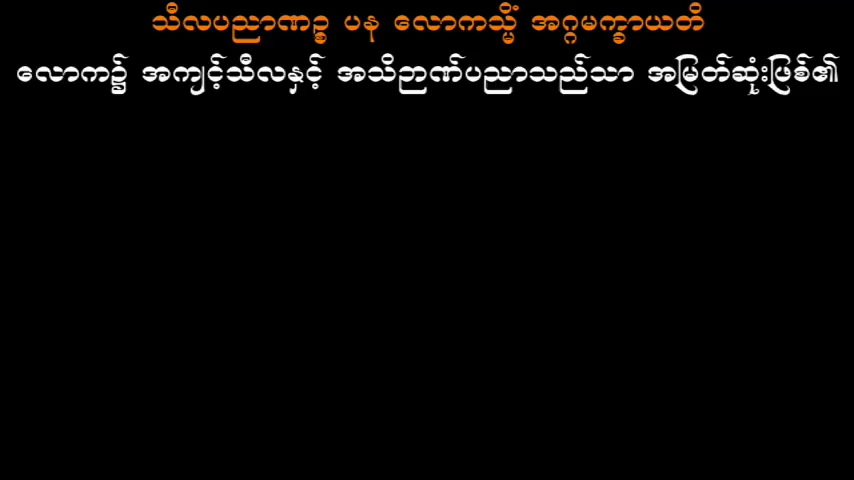 သီလပညာဏဉ္စ ပန လောကသ္မိံ အဂ္ဂမက္ခာယတိ
လောက၌ အကျင့်သီလနှင့် အသိဉာဏ်ပညာသည်သာ အမြတ်ဆုံးဖြစ်၏